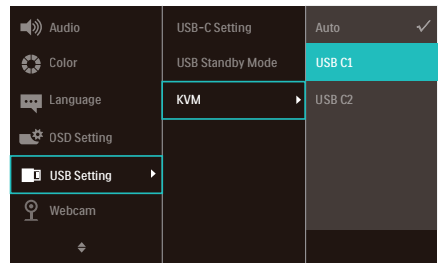 Audio
Color
Language
OSD Setting
USB Setting
Webcam
USB-C Setting
USB Standby Mode
KVM
Auto
USB C1
USB C2